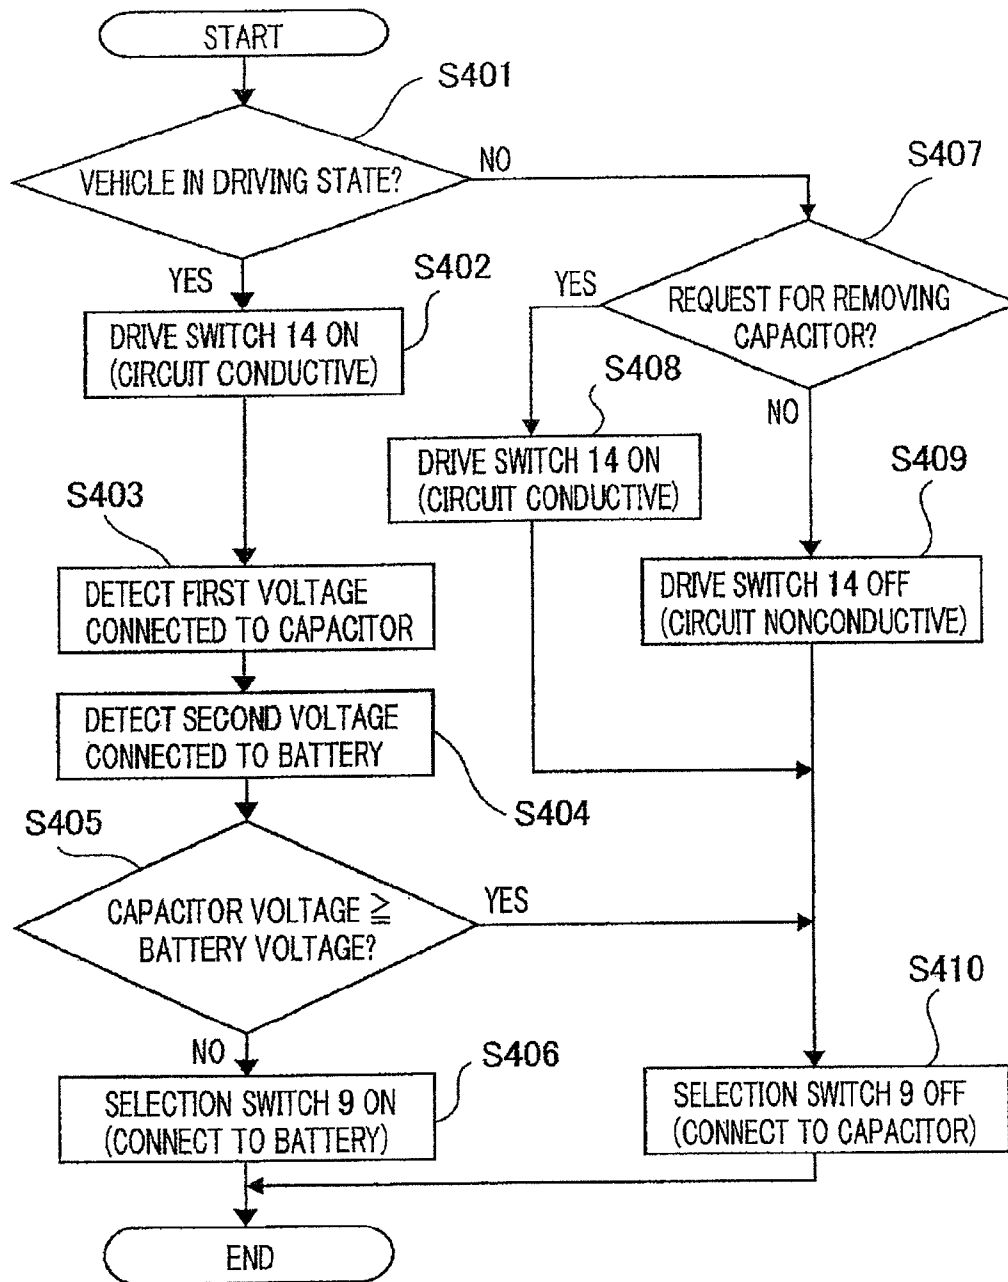 START
S401
VEHICLE IN DRIVING STATE?
NO
YES
S407
REQUEST FOR REMOVING
CAPACITOR?
YES
NO
S402
DRIVE SWITCH 14 ON
(CIRCUIT CONDUCTIVE)
S408
DRIVE SWITCH 14 ON
(CIRCUIT CONDUCTIVE)
S409
DRIVE SWITCH 14 OFF
(CIRCUIT NONCONDUCTIVE)
S403
DETECT FIRST VOLTAGE
CONNECTED TO CAPACITOR
DETECT SECOND VOLTAGE
CONNECTED TO BATTERY
S404
S405
CAPACITOR VOLTAGE ≧
BATTERY VOLTAGE?
YES
NO
S406
SELECTION SWITCH 9 ON
(CONNECT TO BATTERY)
S410
SELECTION SWITCH 9 OFF
(CONNECT TO CAPACITOR)
END